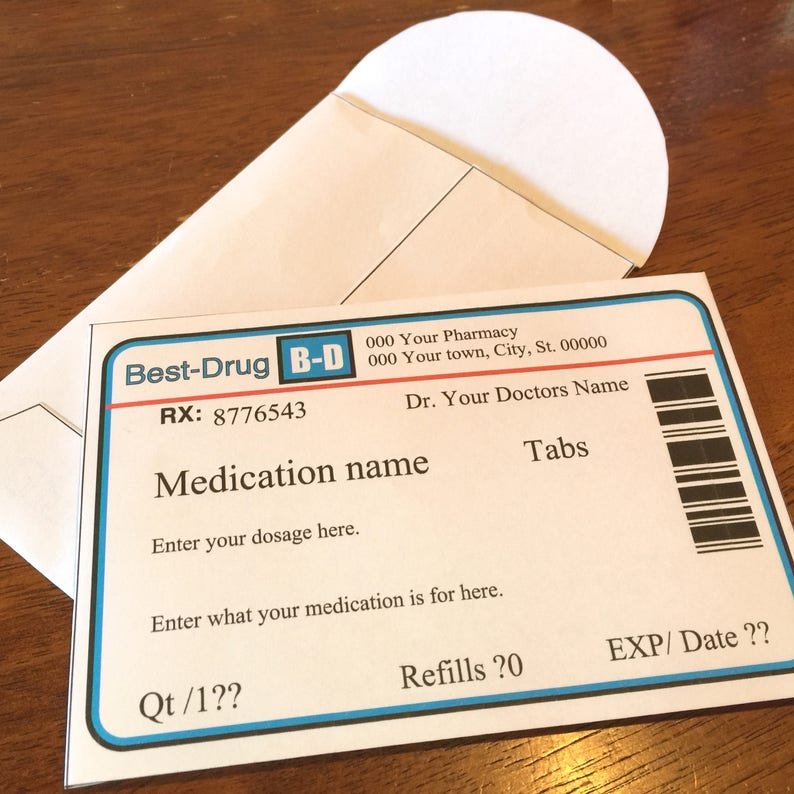 Best-Drug B-D 000 Your Pharmacy
000 Your town, City, St. 00000
RX: 8776543 Dr. Your Doctors Name
Medication name Tabs
Enter your dosage here.
Enter what your medication is for here.
Qt /1?? Refills ?0 EXP/ Date ??